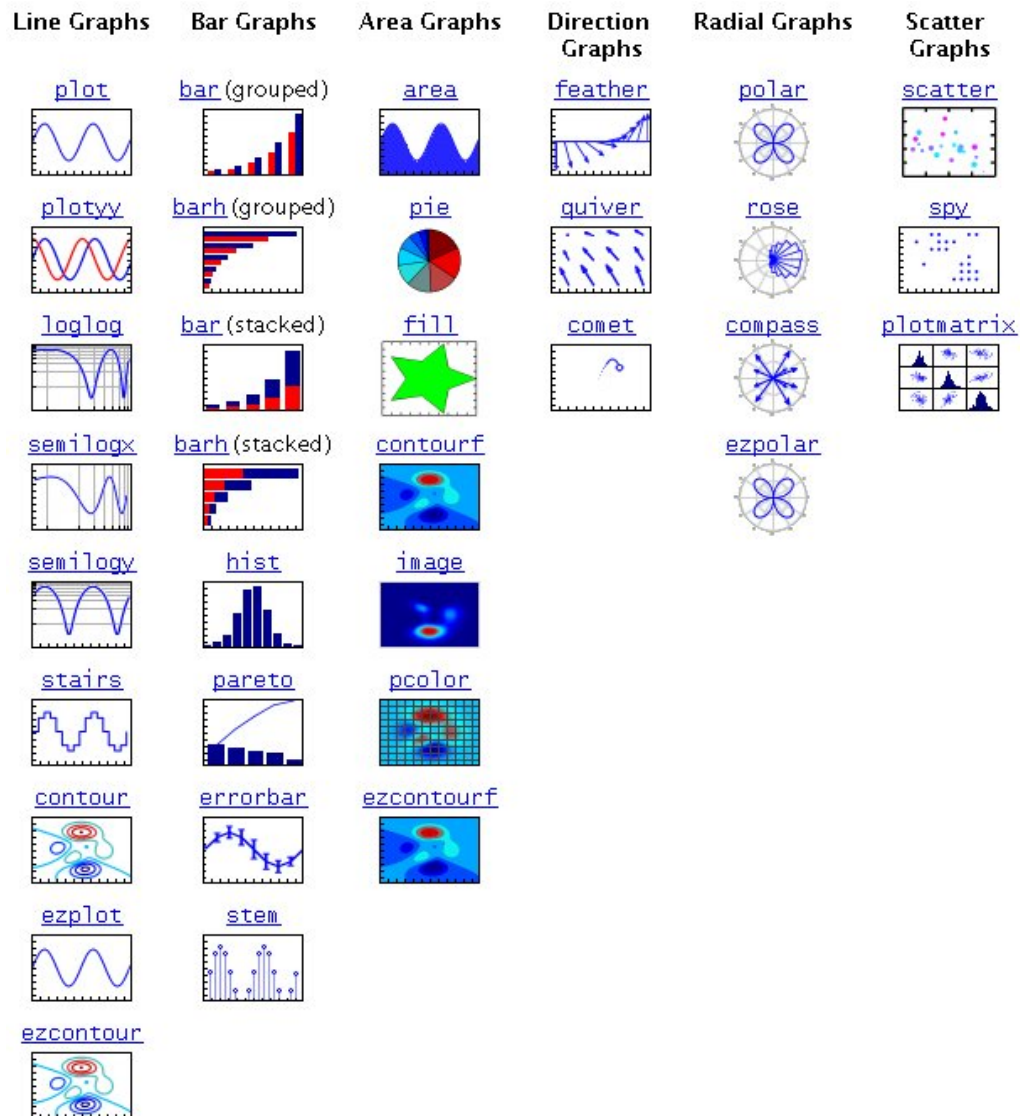 Line Graphs Bar Graphs Area Graphs Direction Graphs Radial Graphs Scatter Graphs
plot bar (grouped) area feather polar scatter
plotyy barh (grouped) pie quiver rose spy
loglog bar (stacked) fill comet compass plotmatrix
semilogx barh (stacked) contourf ezpolar
semilogy hist image
stairs pareto pcolor
contour errorbar ezcontourf
ezplot stem
ezcontour